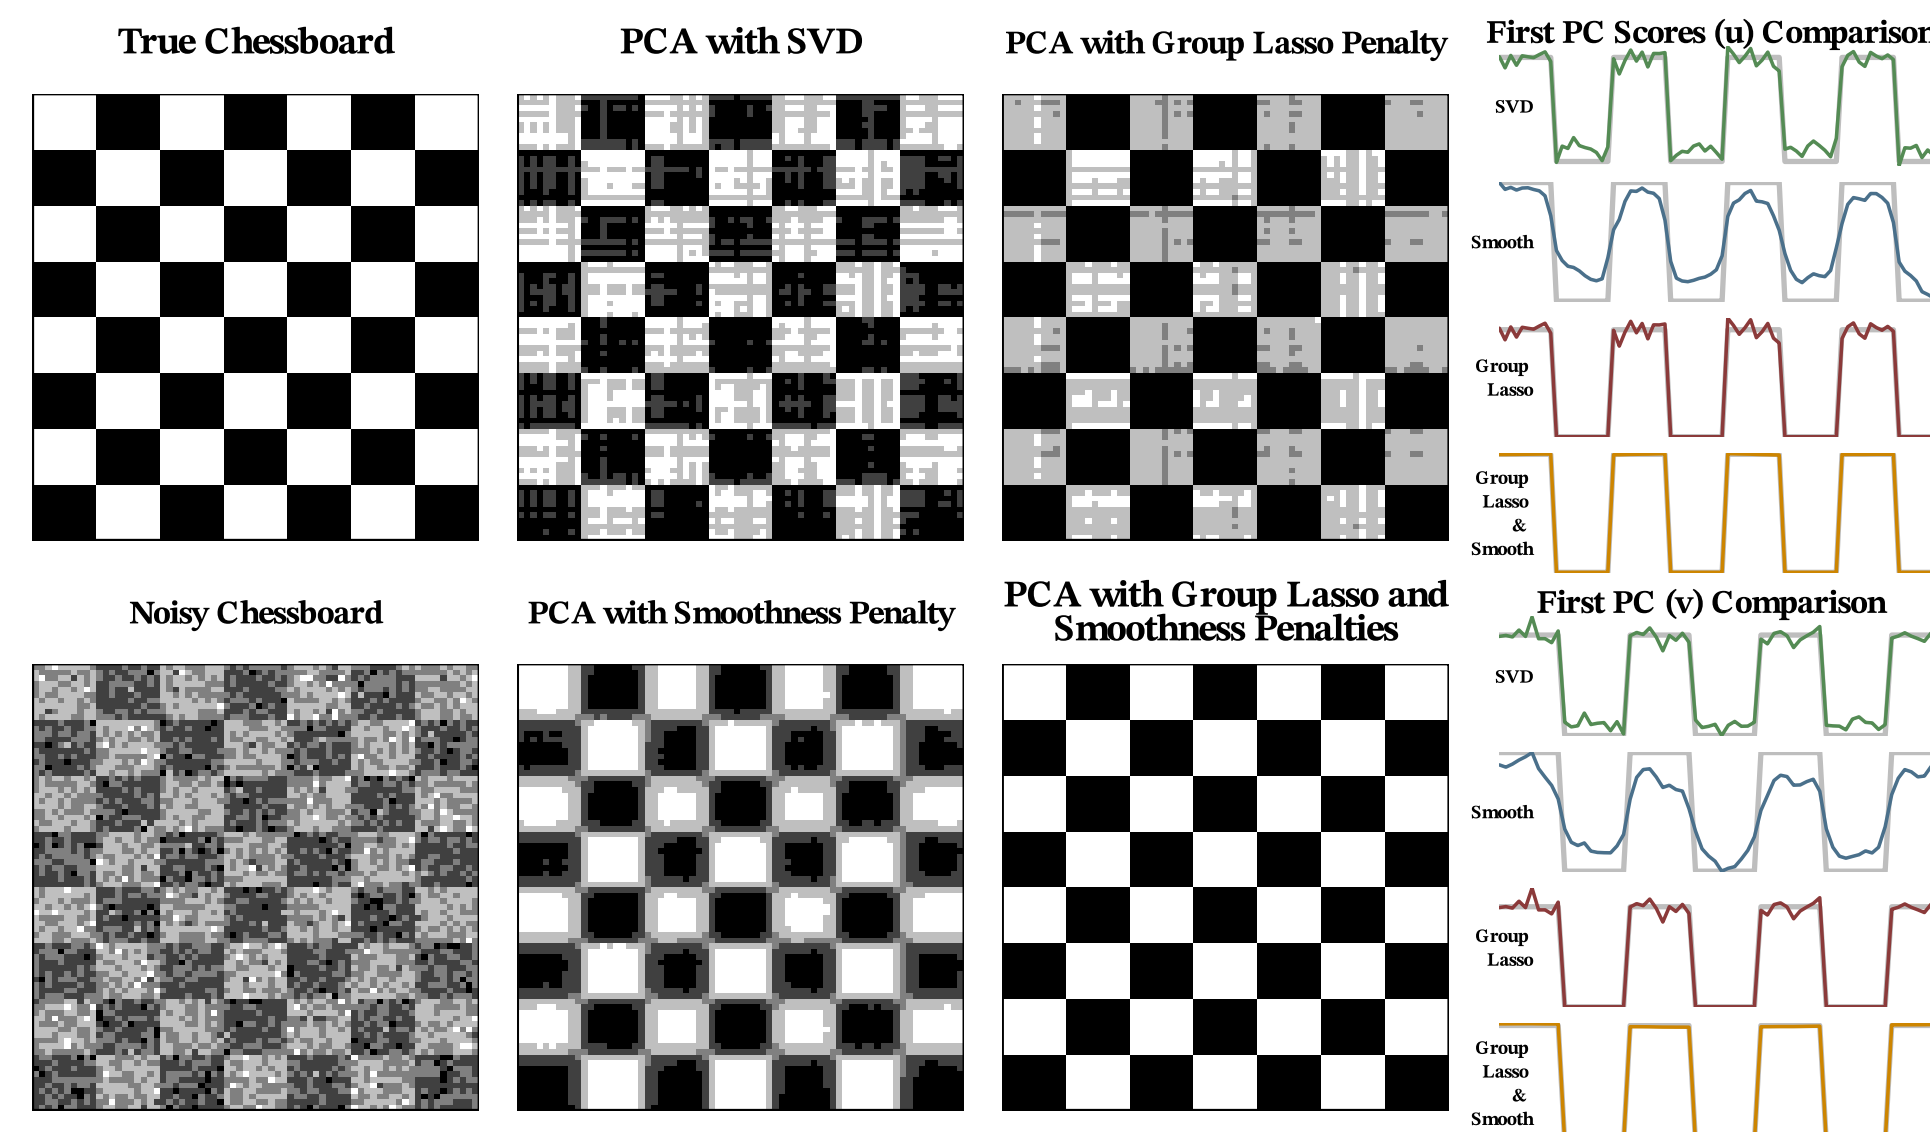 True Chessboard
PCA with SVD
PCA with Group Lasso Penalty
First PC Scores (u) Comparison
SVD
Smooth
Group
Lasso
Group
Lasso
&
Smooth
Noisy Chessboard
PCA with Smoothness Penalty
PCA with Group Lasso and
Smoothness Penalties
First PC (v) Comparison
SVD
Smooth
Group
Lasso
Group
Lasso
&
Smooth